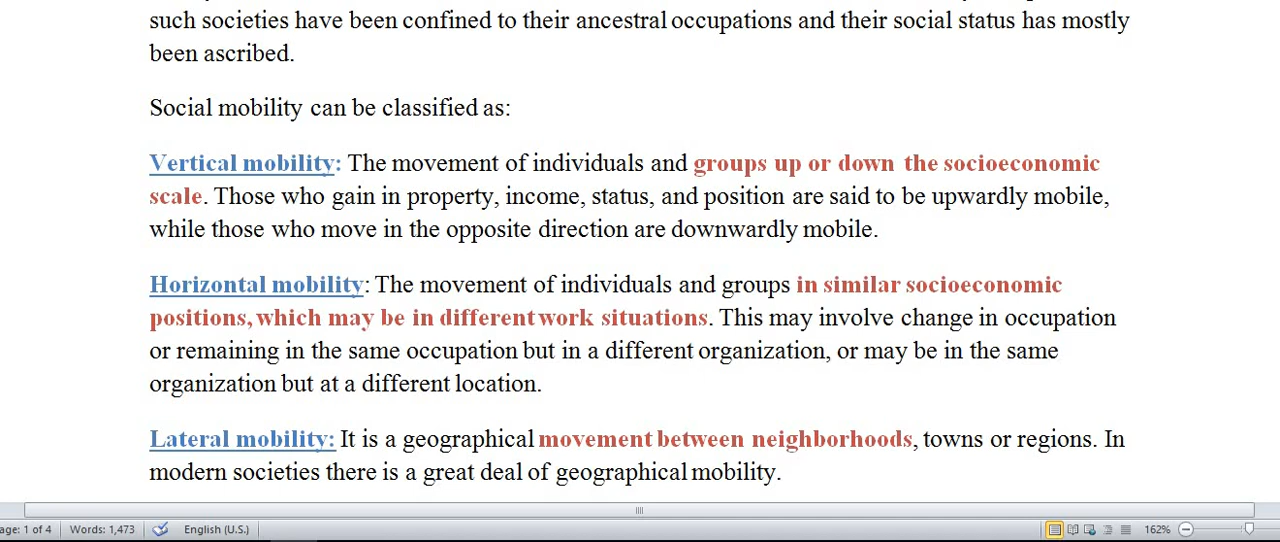 such societies have been confined to their ancestral occupations and their social status has mostly
been ascribed.
Social mobility can be classified as:
Vertical mobility: The movement of individuals and groups up or down the socioeconomic
scale. Those who gain in property, income, status, and position are said to be upwardly mobile,
while those who move in the opposite direction are downwardly mobile.
Horizontal mobility: The movement of individuals and groups in similar socioeconomic
positions, which may be in different work situations. This may involve change in occupation
or remaining in the same occupation but in a different organization, or may be in the same
organization but at a different location.
Lateral mobility: It is a geographical movement between neighborhoods, towns or regions. In
modern societies there is a great deal of geographical mobility.
age: 1 of 4 Words: 1,473 English (U.S.) 162%